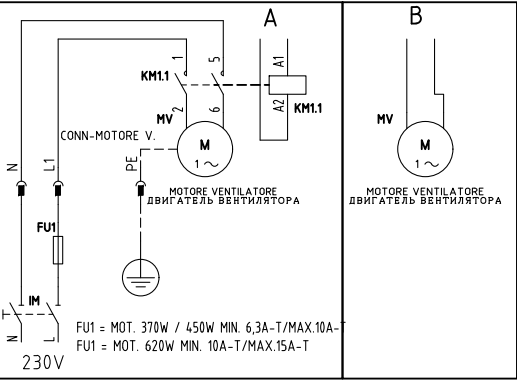 A
B
1
5
KM1.1
A1
A2
KM1.1
2
6
MV
M
1 ~
MV
M
1 ~
CONN-MOTORE V.
N
L1
PE
MOTORE VENTILATORE
ДВИГАТЕЛЬ ВЕНТИЛЯТОРА
MOTORE VENTILATORE
ДВИГАТЕЛЬ ВЕНТИЛЯТОРА
FU1
IM
N
L
230V
FU1 = MOT. 370W / 450W MIN. 6,3A-T/MAX.10A-T
FU1 = MOT. 620W MIN. 10A-T/MAX.15A-T